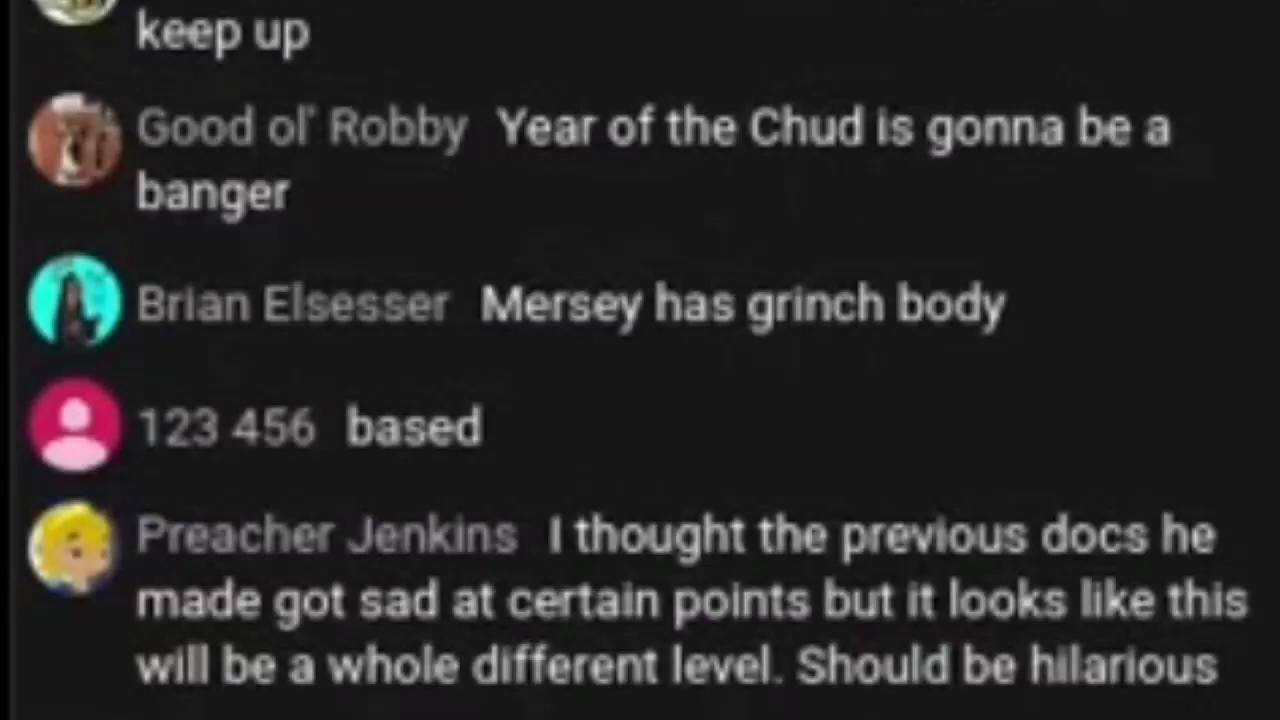 keep up
Good ol' Robby Year of the Chud is gonna be a
banger
Brian Elsesser Mersey has grinch body
123 456 based
Preacher Jenkins I thought the previous docs he
made got sad at certain points but it looks like this
will be a whole different level. Should be hilarious